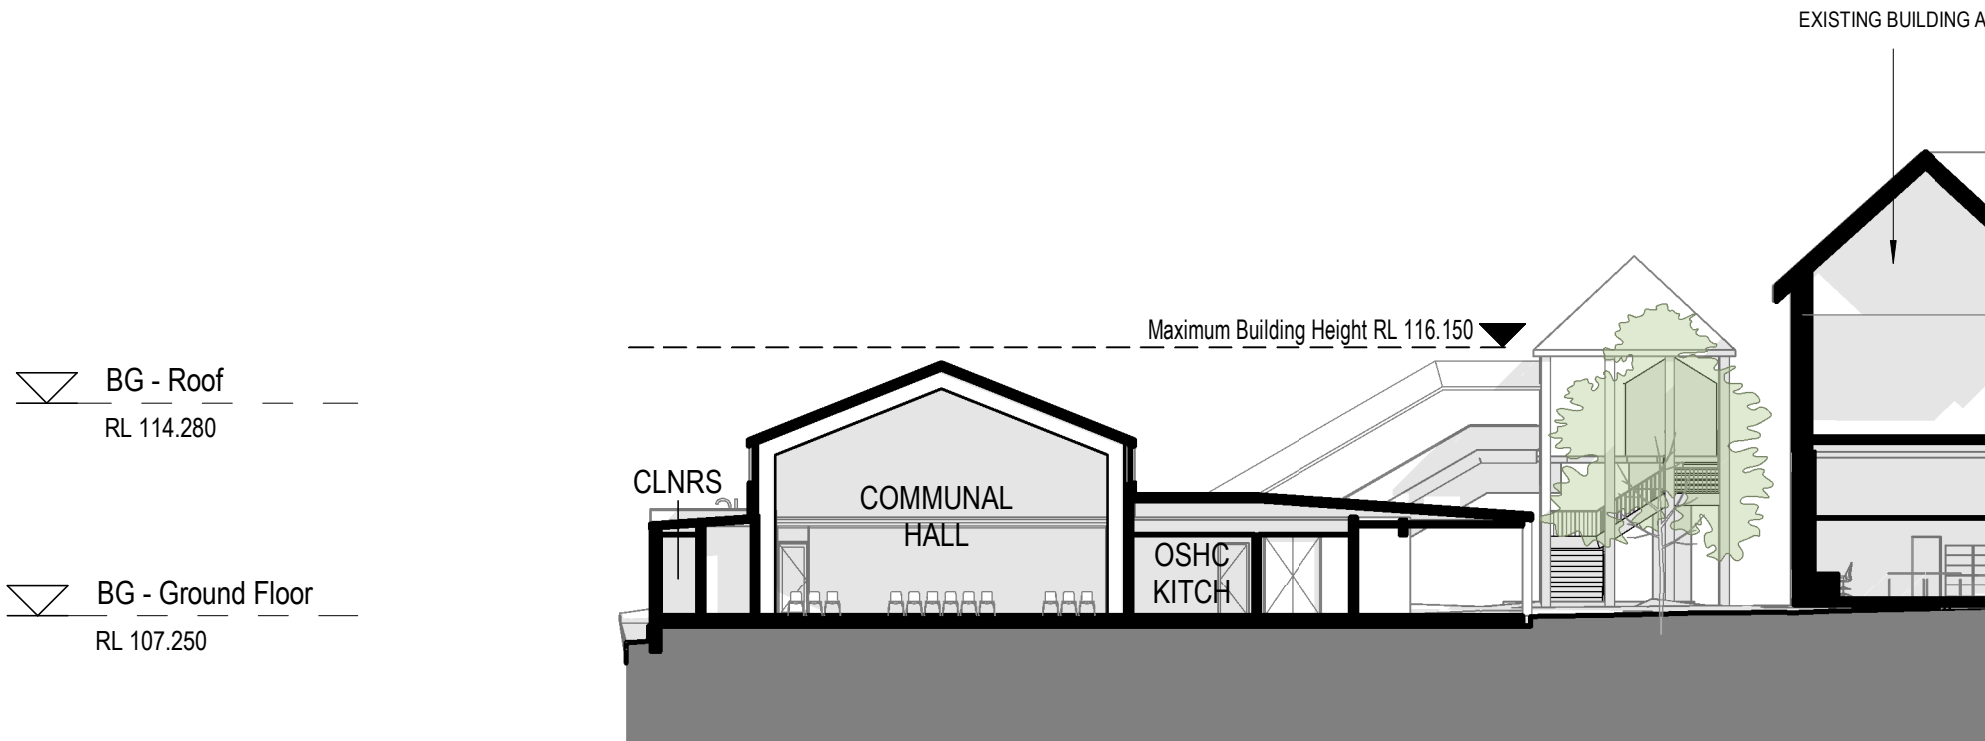 EXISTING BUILDING A
Maximum Building Height RL 116.150
BG - Roof
RL 114.280
CLNRS
COMMUNAL
HALL
OSHC
KITCH
BG - Ground Floor
RL 107.250